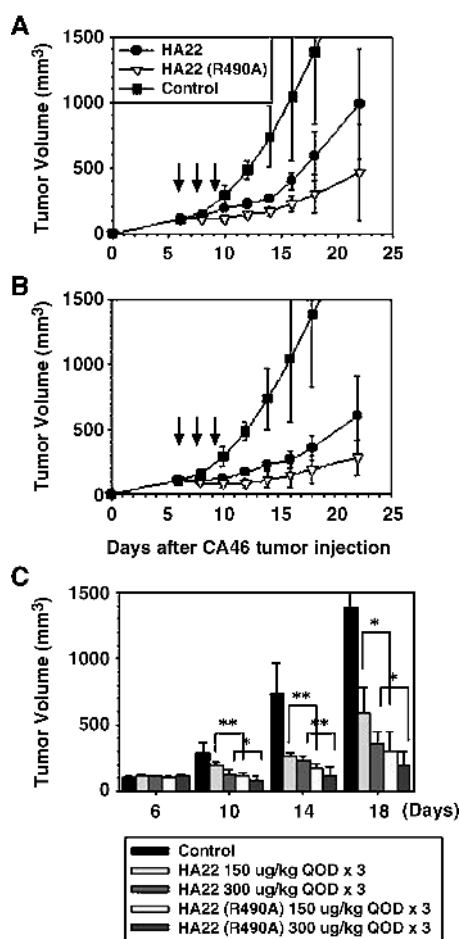 A
1500
HA22
HA22 (R490A)
Control
1000
500
0
Tumor Volume (mm³)
0 5 10 15 20 25
B
1500
1000
500
0
Tumor Volume (mm³)
0 5 10 15 20 25
Days after CA46 tumor injection
C
1500
1000
500
0
Tumor Volume (mm³)
** *
** **
* *
6 10 14 18 (Days)
Control
HA22 150 ug/kg QOD x 3
HA22 300 ug/kg QOD x 3
HA22 (R490A) 150 ug/kg QOD x 3
HA22 (R490A) 300 ug/kg QOD x 3